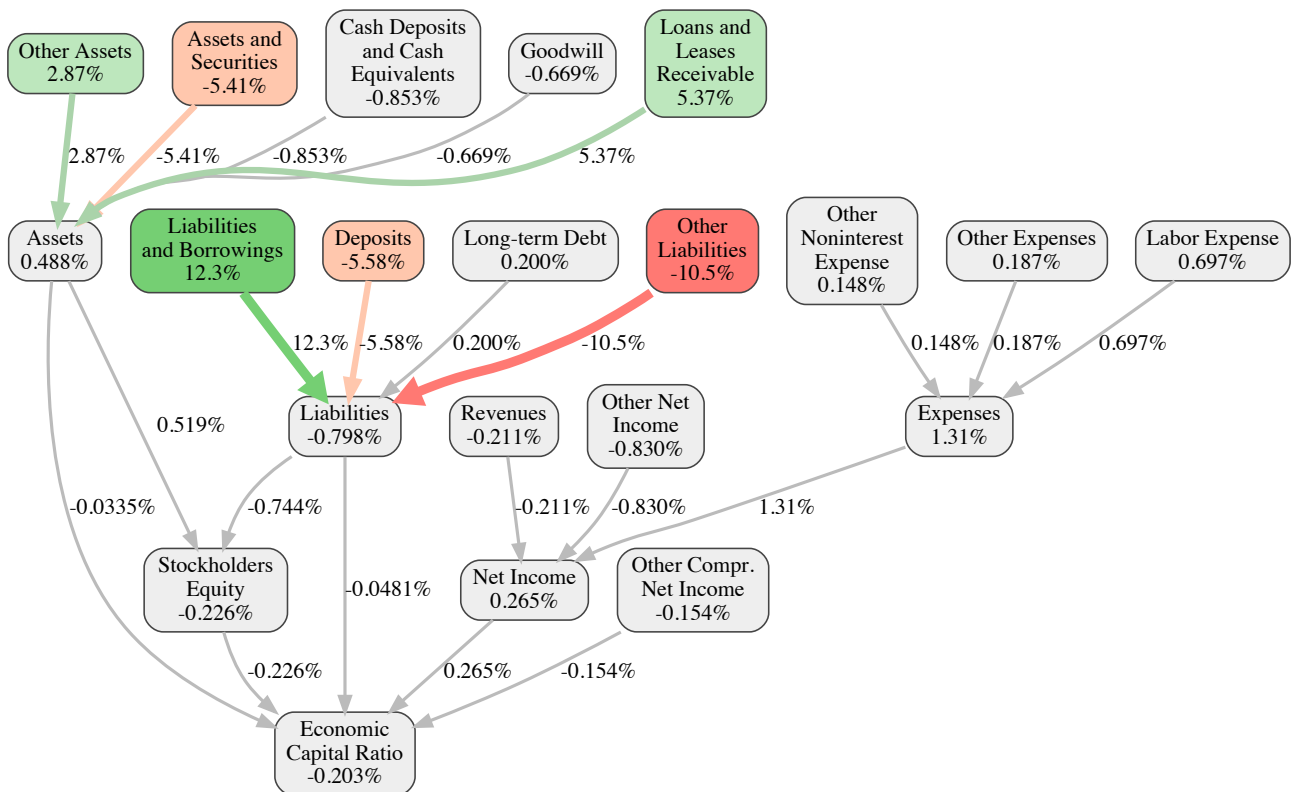 Other Assets
2.87%
Assets and
Securities
-5.41%
Cash Deposits
and Cash
Equivalents
-0.853%
Goodwill
-0.669%
Loans and
Leases
Receivable
5.37%
2.87%
-5.41%
-0.853%
-0.669%
5.37%
Assets
0.488%
Liabilities
and Borrowings
12.3%
Deposits
-5.58%
Long-term Debt
0.200%
Other
Liabilities
-10.5%
Other
Noninterest
Expense
0.148%
Other Expenses
0.187%
Labor Expense
0.697%
12.3%
-5.58%
0.200%
-10.5%
0.148%
0.187%
0.697%
Liabilities
-0.798%
Revenues
-0.211%
Other Net
Income
-0.830%
Expenses
1.31%
0.519%
-0.0335%
-0.744%
-0.211%
-0.830%
1.31%
Stockholders
Equity
-0.226%
-0.0481%
Net Income
0.265%
Other Compr.
Net Income
-0.154%
-0.226%
0.265%
-0.154%
Economic
Capital Ratio
-0.203%